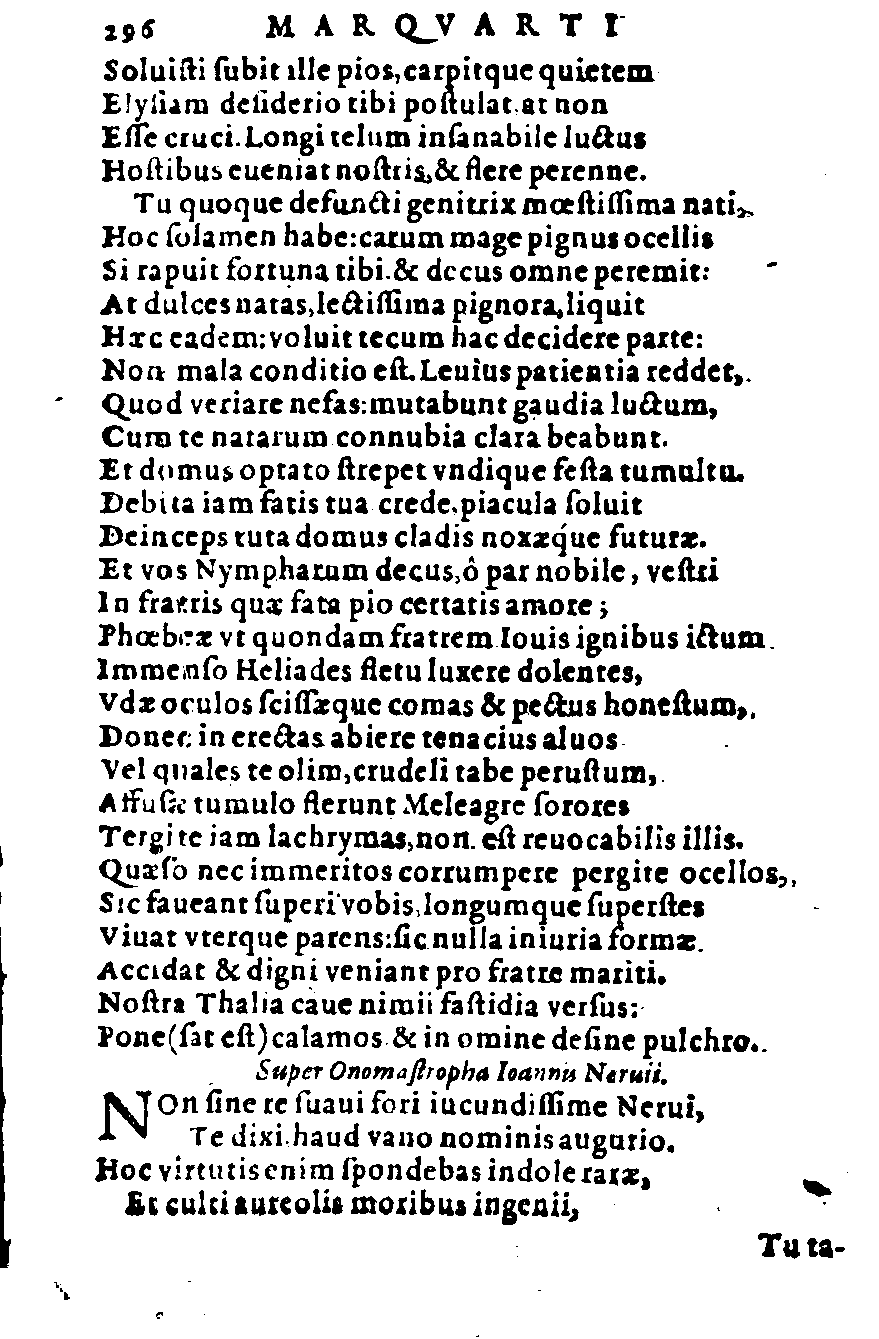 296 MARQVARTI
Soluiſti ſubit ille pios,carpitque quietem
Elyſiam deſiderio tibi poſtulat.at non
Eſſe cruci.Longi telum inſanabile luctus
Hoſtibus eueniat noſtris,& flere perenne.
Tu quoque defuncti genitrix mœſtiſſima nati,
Hoc ſolamen habe:carum mage pignus ocellis
Si rapuit fortuna tibi.& decus omne peremit:
At dulces natas,lectiſſima pignora,liquit
Hæc eadem:voluit tecum hac decidere parte:
Non mala conditio eſt.Leuius patientia reddet,
Quod veriare nefas:mutabunt gaudia luctum,
Cum te natarum connubia clara beabunt.
Et domus optato ſtrepet vndique feſta tumultu.
Debita iam fatis tua crede,piacula ſoluit
Deinceps tuta domus cladis noxæq́ue futuræ.
Et vos Nympharum decus,ô par nobile, veſtri
In fratris quæ fata pio certatis amore ;
Phœbeæ vt quondam fratrem Iouis ignibus ictum
Immenſo Heliades fletu luxere dolentes,
Vdæ oculos ſciſſæque comas & pectus honeſtum,
Donec in erectas abiere tenacius aluos
Vel quales te olim,crudeli tabe peruſtum,
Affuſæ tumulo flerunt Meleagre ſorores
Tergite iam lachrymas,non eſt reuocabilis illis.
Quæſo nec immeritos corrumpere pergite ocellos,
Sic faueant ſuperi vobis,longumque ſuperſtes
Viuat vterque parens:ſic nulla iniuria formæ
Accidat & digni veniant pro fratre mariti.
Noſtra Thalia caue nimii faſtidia verſus:
Pone(ſat eſt)calamos & in omine deſine pulchro.
Super Onomaſtropha Ioannis Neruii.
NOn ſine re ſuaui fori iucundiſſime Nerui,
Te dixi.haud vano nominis augurio.
Hoc virtutis enim ſpondebas indole raræ,
Et culti aureolis moribus ingenii,
Tu ta-